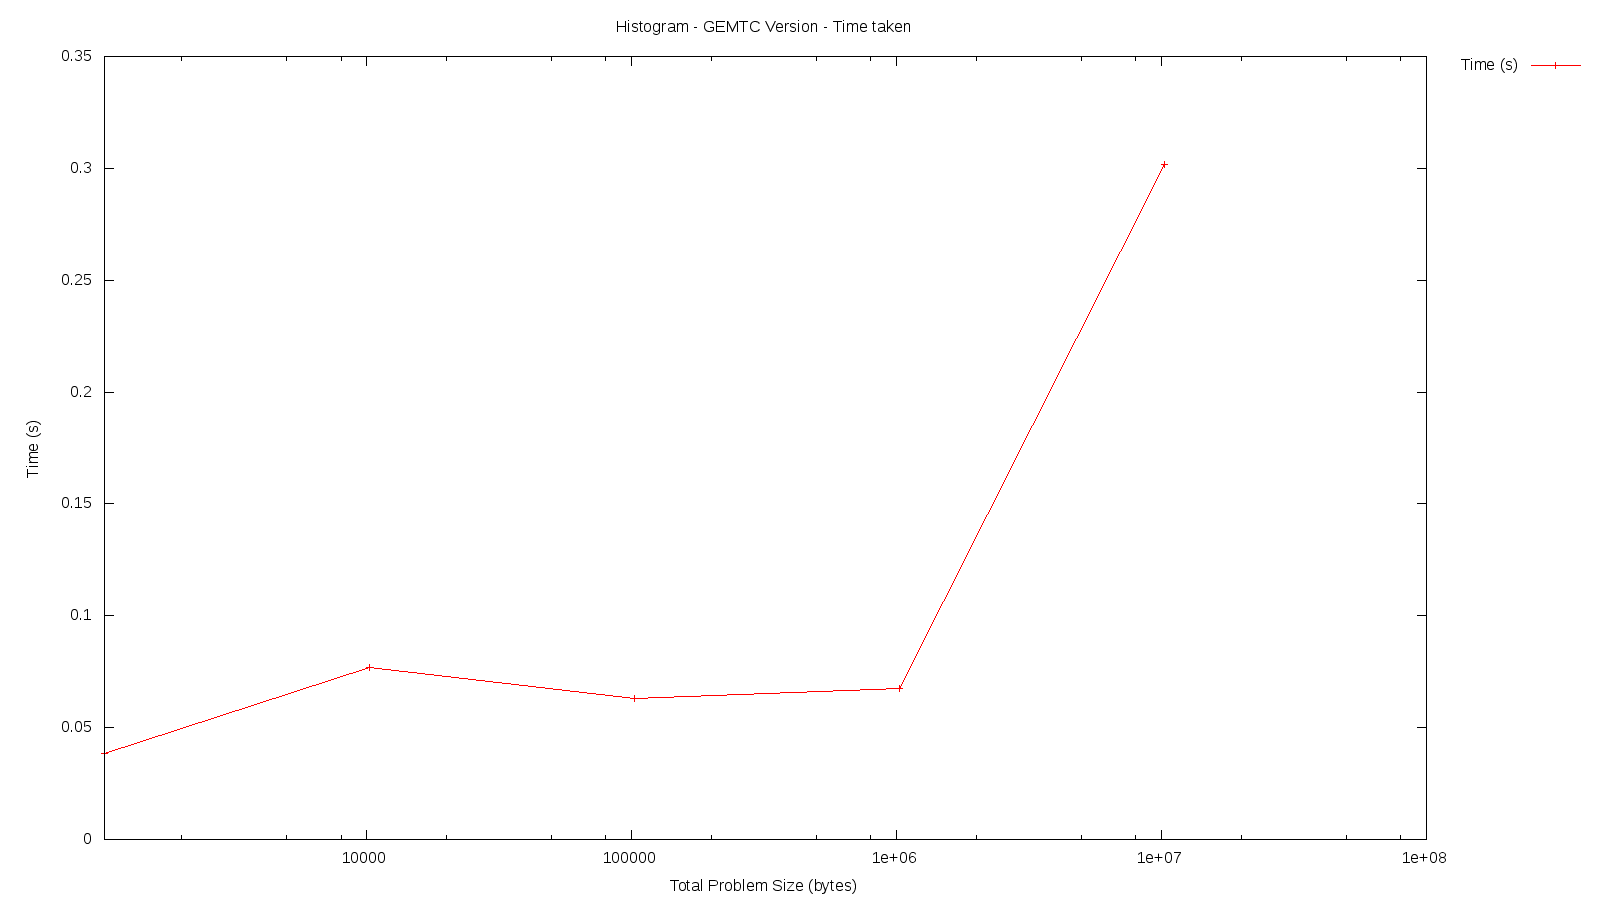 Histogram - GEMTC Version - Time taken
Time (s)
0.35
0.3
0.25
0.2
0.15
0.1
0.05
0
Time (s)
10000 100000 1e+06 1e+07 1e+08
Total Problem Size (bytes)